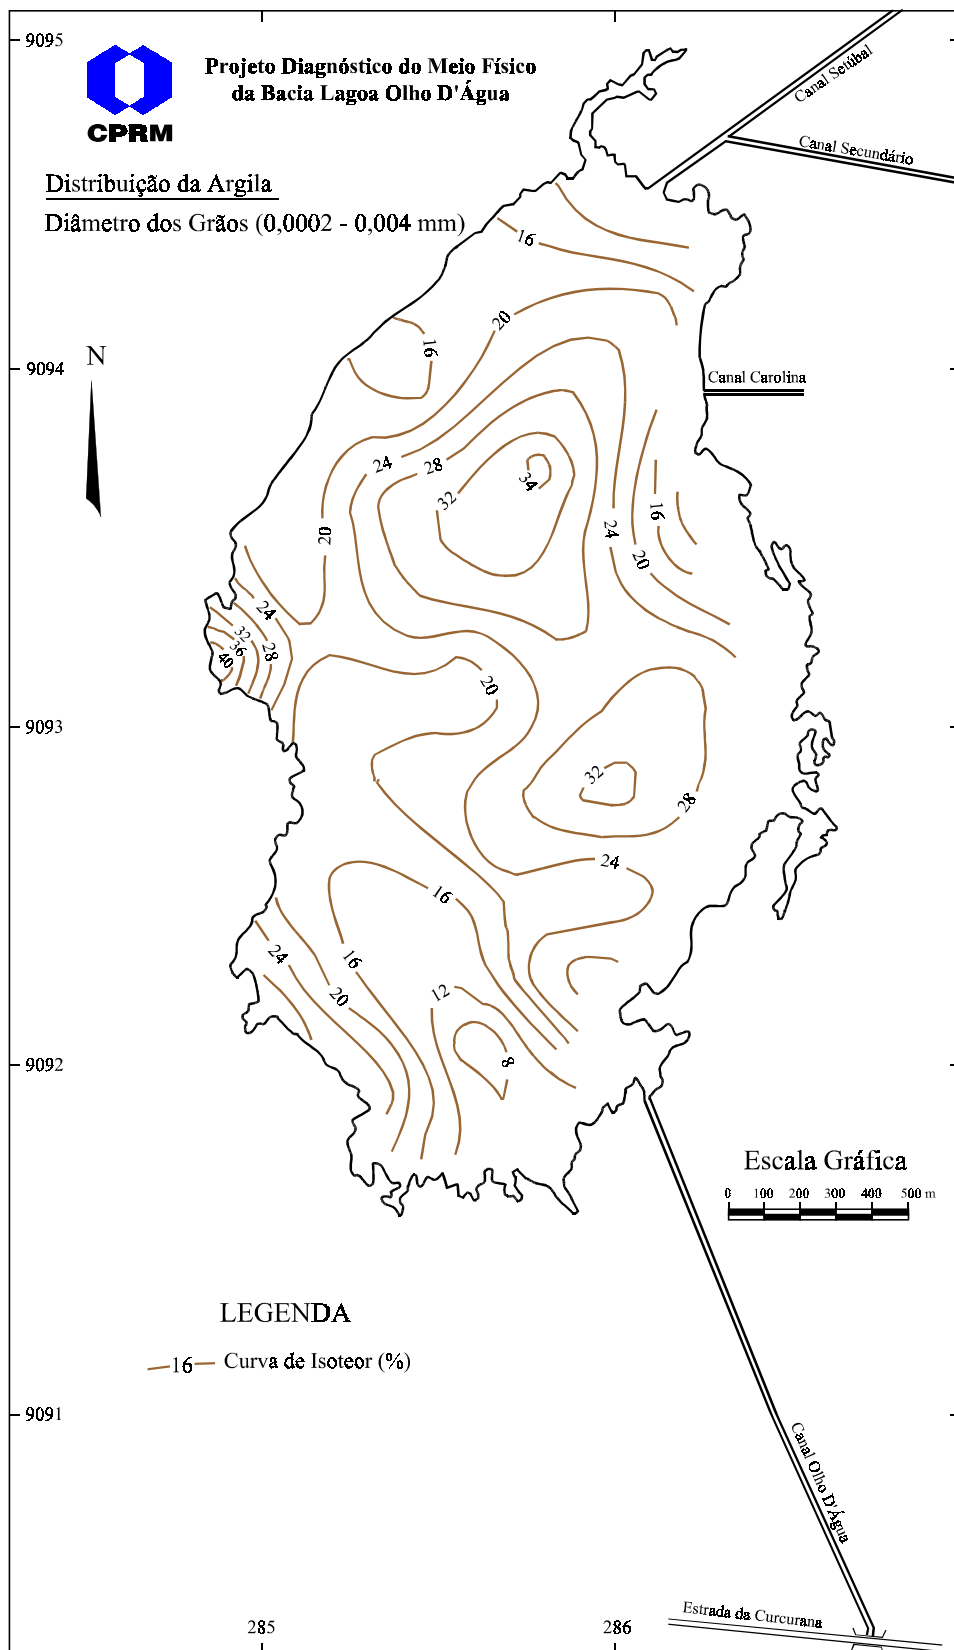 9095
Projeto Diagnóstico do Meio Físico
da Bacia Lagoa Olho D'Água
CPRM
Canal Setúbal
Canal Secundário
Distribuição da Argila
Diâmetro dos Grãos (0,0002 - 0,004 mm)
16
20
16
N
9094
Canal Carolina
24
28
34
32
16
20
24
20
24
32
36
28
40
20
9093
32
28
24
16
24
16
20
12
8
9092
Escala Gráfica
0 100 200 300 400 500 m
LEGENDA
16 Curva de Isoteor (%)
9091
Canal Olho D'Água
Estrada da Curcurana
285
286